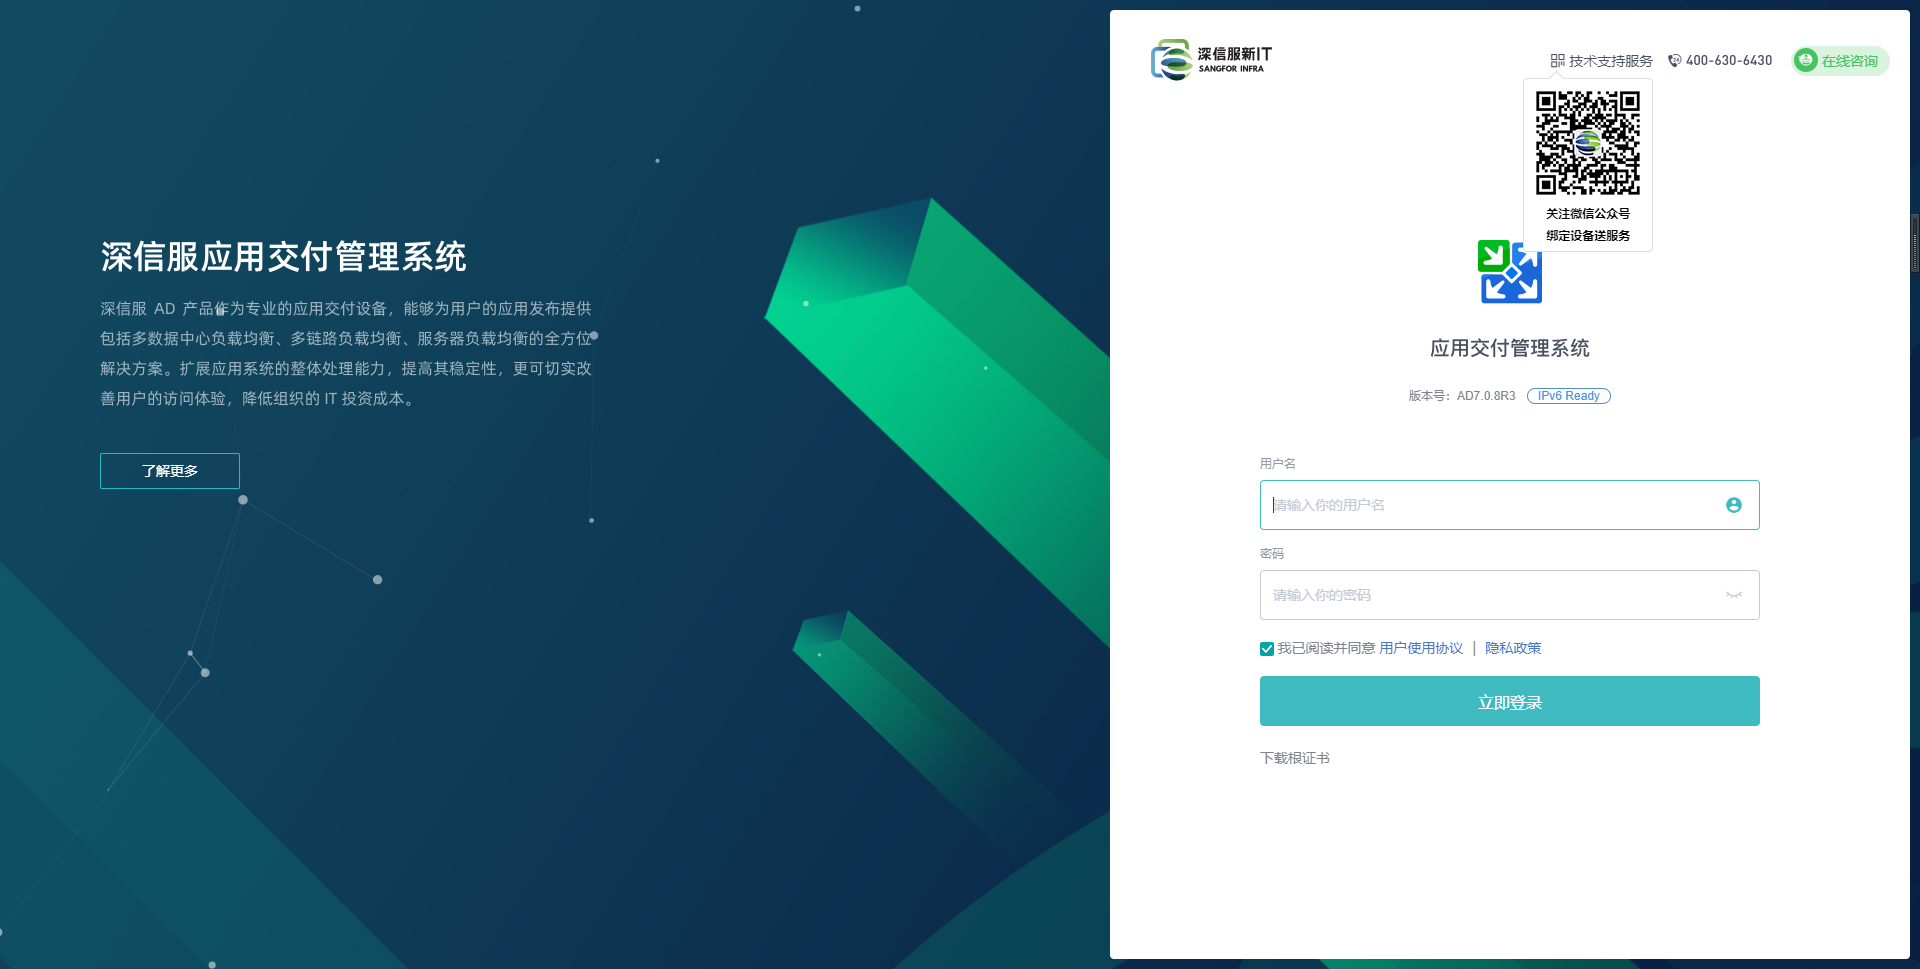 深信服新IT
SANGFOR INFRA
技术支持服务
400-630-6430
在线咨询
关注微信公众号
绑定设备送服务
深信服应用交付管理系统
深信服 AD 产品作为专业的应用交付设备，能够为用户的应用发布提供
包括多数据中心负载均衡、多链路负载均衡、服务器负载均衡的全方位
解决方案。扩展应用系统的整体处理能力，提高其稳定性，更可切实改
善用户的访问体验，降低组织的 IT 投资成本。
了解更多
应用交付管理系统
版本号：AD7.0.8R3 IPv6 Ready
用户名
请输入你的用户名
密码
请输入你的密码
我已阅读并同意 用户使用协议 | 隐私政策
立即登录
下载根证书